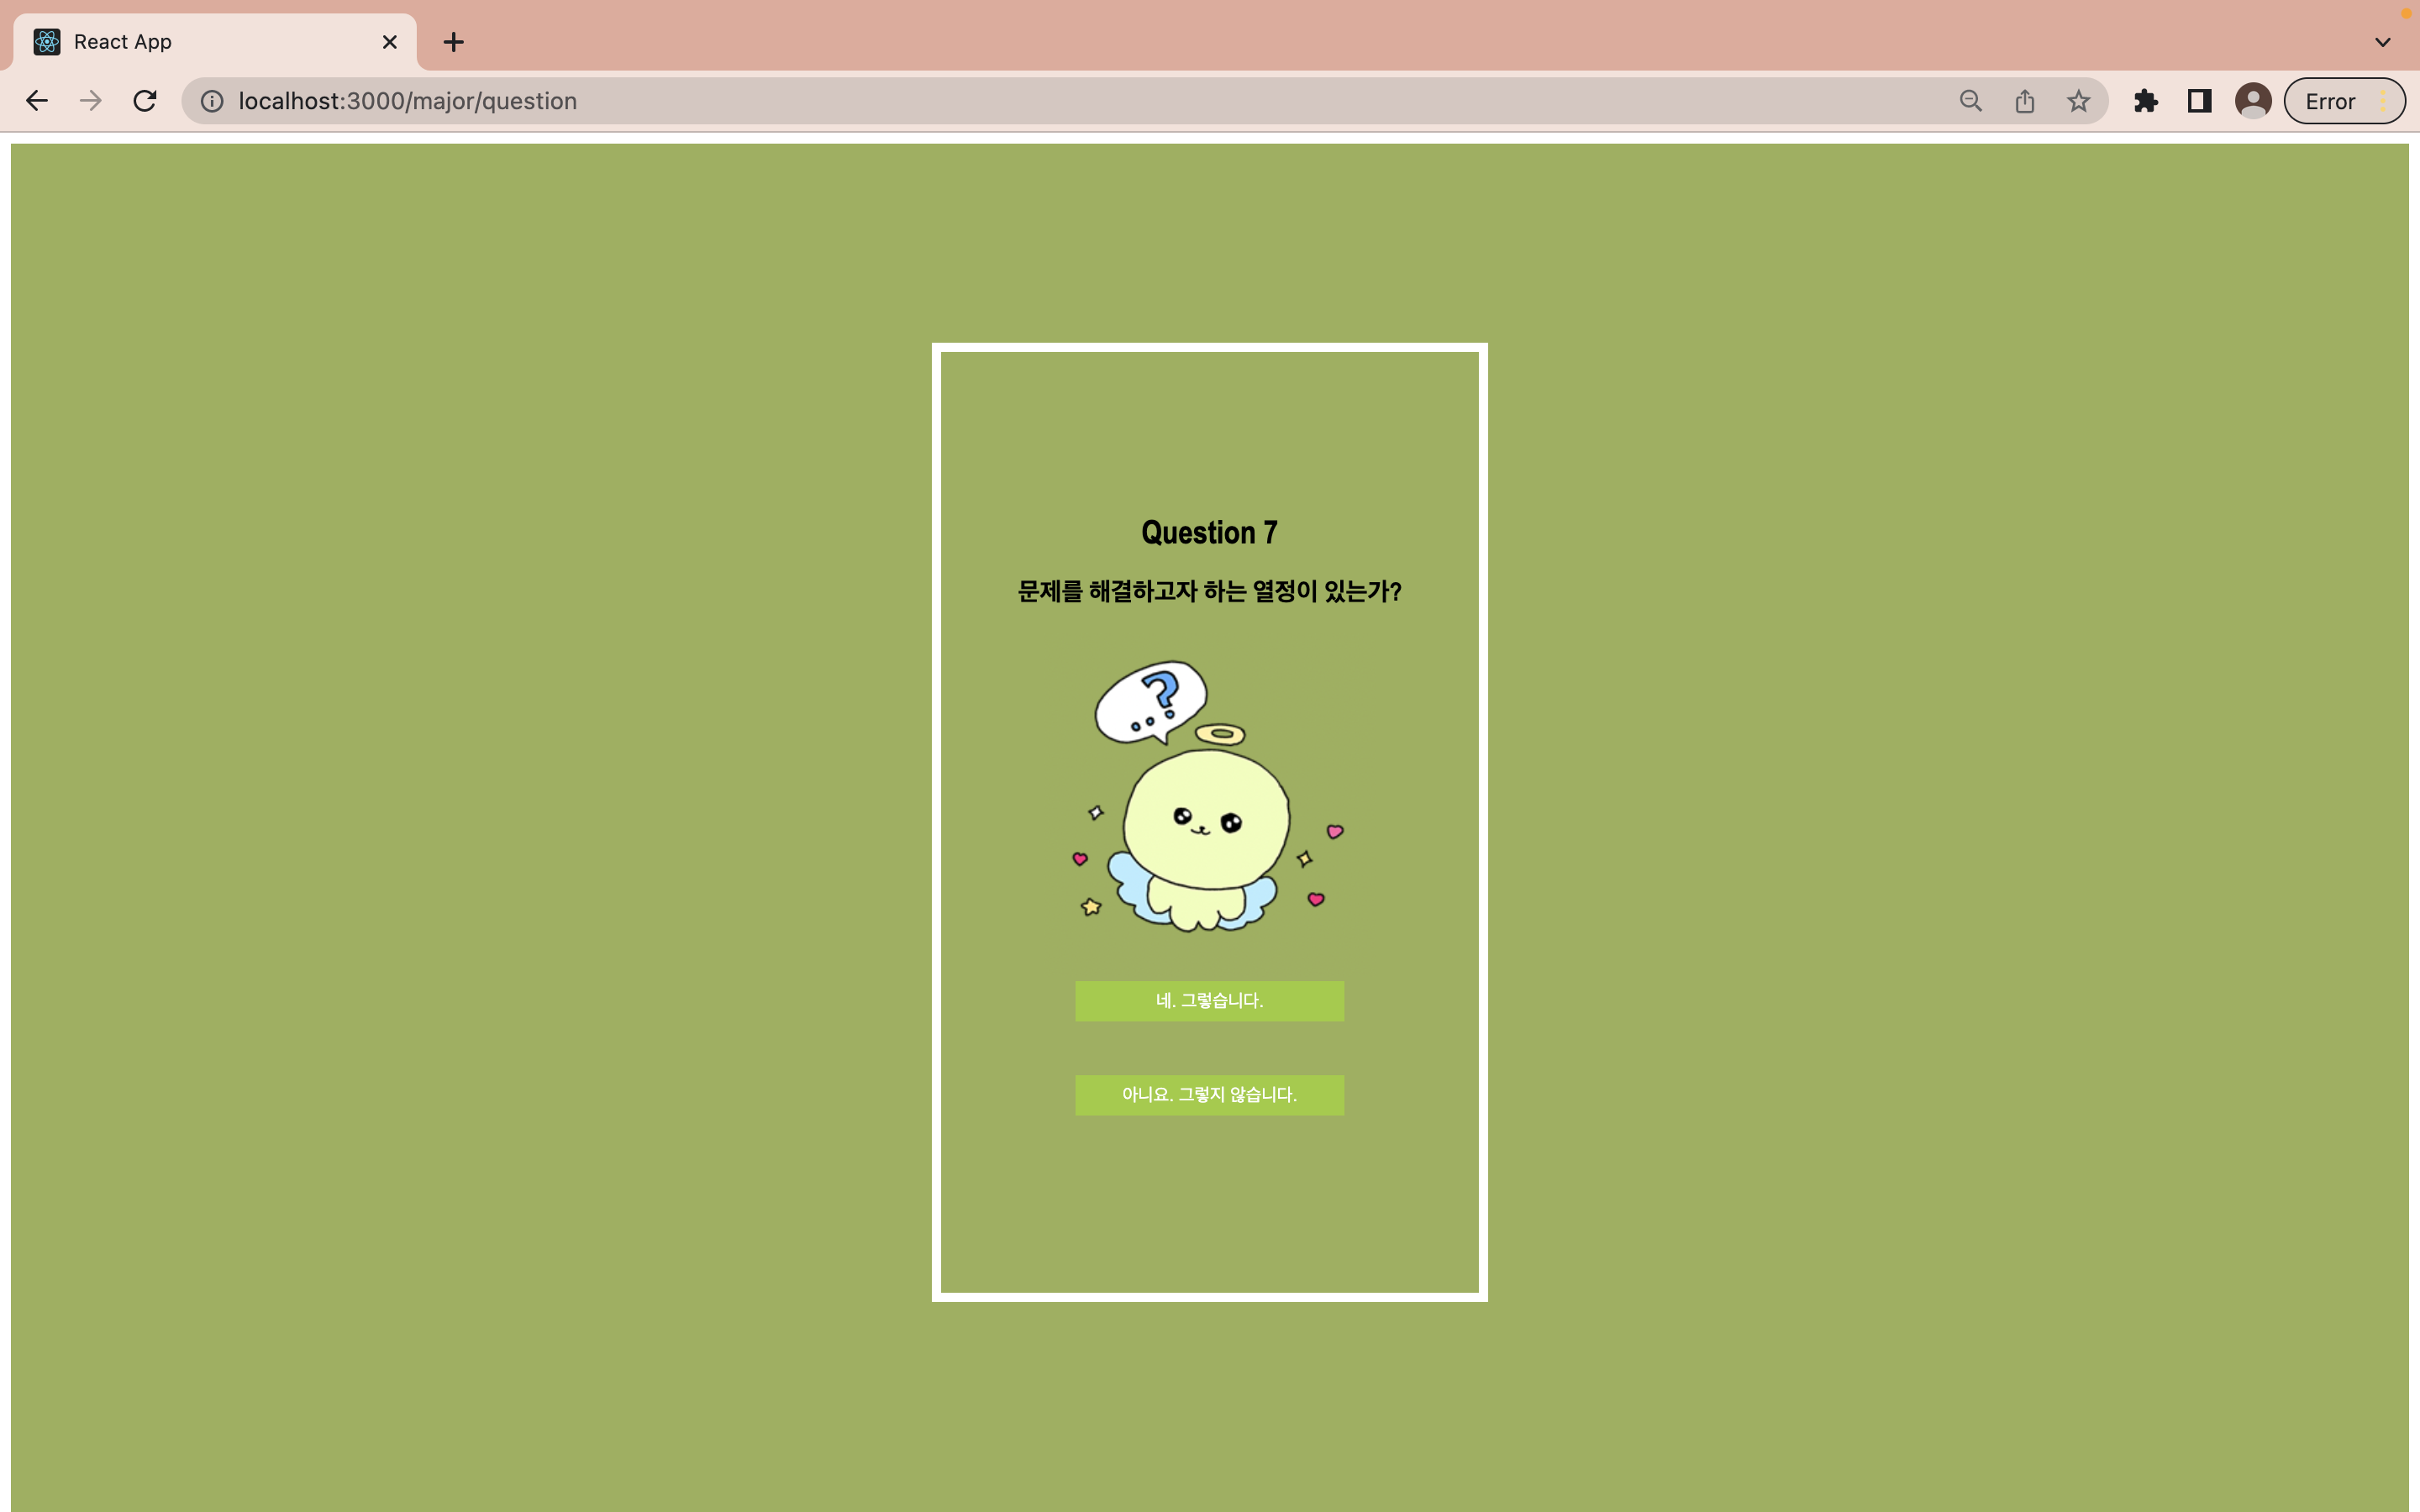 React App
localhost:3000/major/question
Error
Question 7
문제를 해결하고자 하는 열정이 있는가?
?
네. 그렇습니다.
아니요. 그렇지 않습니다.